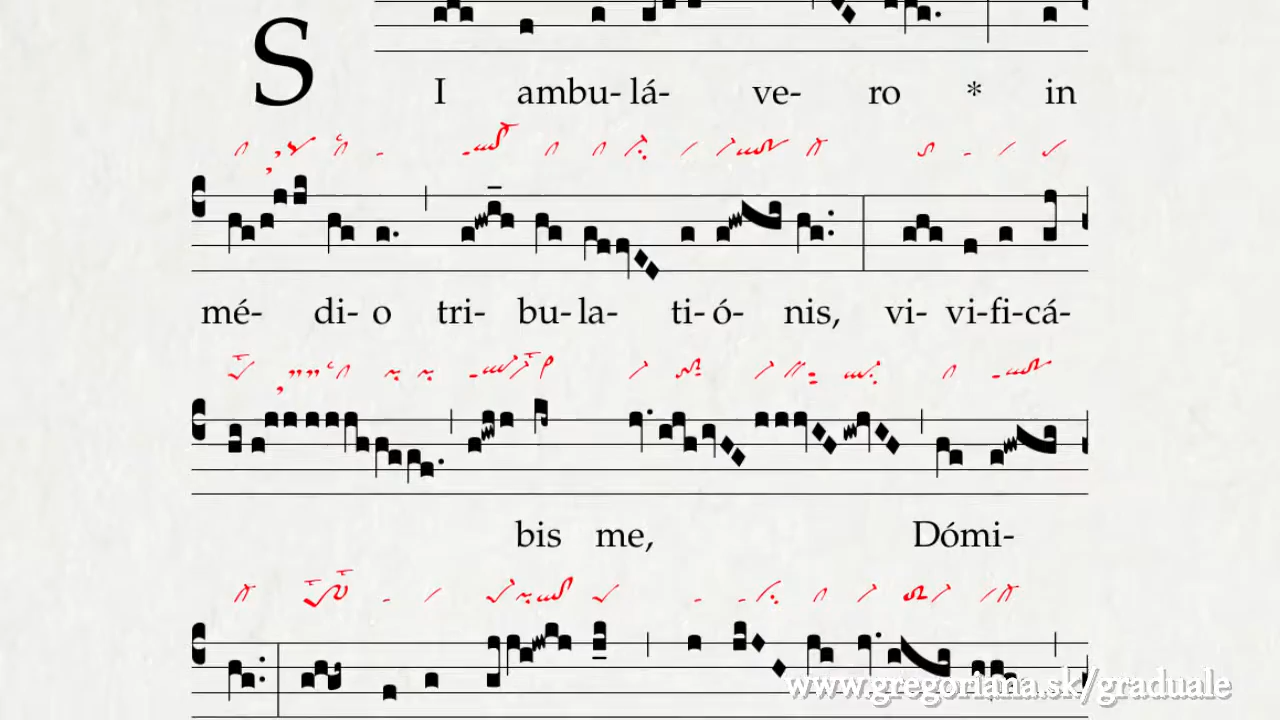 SI ambu-lá- ve- ro * in
mé- di- o tri- bu-la- ti-ó- nis, vi- vi-fi-cá-
bis me, Dómi-
www.gregoriana.sk/graduale